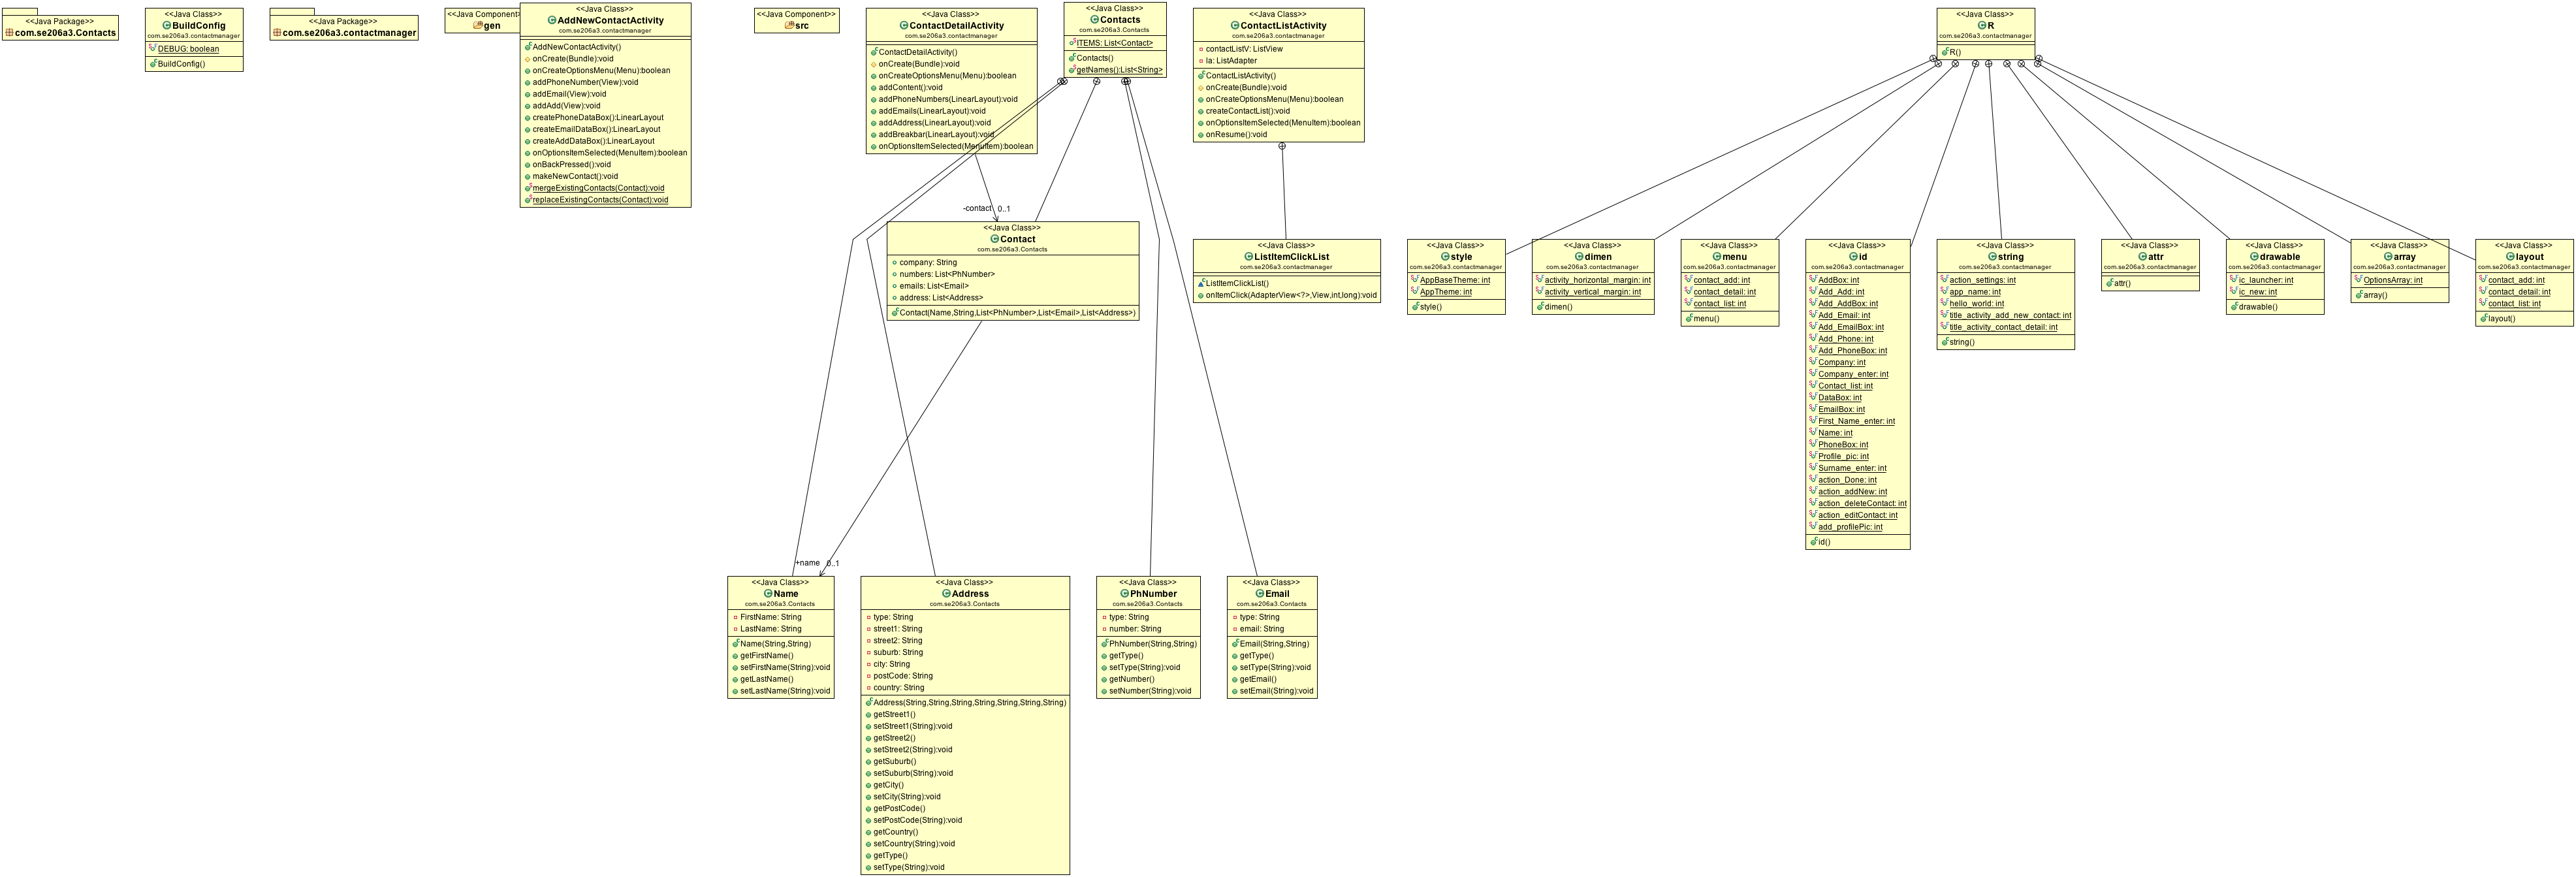 <<Java Package>>
com.se206a3.Contacts
<<Java Class>>
BuildConfig
com.se206a3.contactmanager
DEBUG: boolean
BuildConfig()
<<Java Package>>
com.se206a3.contactmanager
<<Java Component>>
gen
<<Java Class>>
AddNewContactActivity
com.se206a3.contactmanager
AddNewContactActivity()
onCreate(Bundle):void
onCreateOptionsMenu(Menu):boolean
addPhoneNumber(View):void
addEmail(View):void
addAdd(View):void
createPhoneDataBox():LinearLayout
createEmailDataBox():LinearLayout
createAddDataBox():LinearLayout
onOptionsItemSelected(MenuItem):boolean
onBackPressed():void
makeNewContact():void
mergeExistingContacts(Contact):void
replaceExistingContacts(Contact):void
<<Java Component>>
src
<<Java Class>>
ContactDetailActivity
com.se206a3.contactmanager
ContactDetailActivity()
onCreate(Bundle):void
onCreateOptionsMenu(Menu):boolean
addContent():void
addPhoneNumbers(LinearLayout):void
addEmails(LinearLayout):void
addAddress(LinearLayout):void
addBreakbar(LinearLayout):void
onOptionsItemSelected(MenuItem):boolean
<<Java Class>>
Contacts
com.se206a3.Contacts
ITEMS: List<Contact>
Contacts()
getNames():List<String>
<<Java Class>>
ContactListActivity
com.se206a3.contactmanager
contactListV: ListView
la: ListAdapter
ContactListActivity()
onCreate(Bundle):void
onCreateOptionsMenu(Menu):boolean
createContactList():void
onOptionsItemSelected(MenuItem):boolean
onResume():void
<<Java Class>>
R
com.se206a3.contactmanager
R()
-contact 0..1
<<Java Class>>
Contact
com.se206a3.Contacts
company: String
numbers: List<PhNumber>
emails: List<Email>
address: List<Address>
Contact(Name,String,List<PhNumber>,List<Email>,List<Address>)
<<Java Class>>
ListItemClickList
com.se206a3.contactmanager
ListItemClickList()
onItemClick(AdapterView<?>,View,int,long):void
<<Java Class>>
style
com.se206a3.contactmanager
AppBaseTheme: int
AppTheme: int
style()
<<Java Class>>
dimen
com.se206a3.contactmanager
activity_horizontal_margin: int
activity_vertical_margin: int
dimen()
<<Java Class>>
menu
com.se206a3.contactmanager
contact_add: int
contact_detail: int
contact_list: int
menu()
<<Java Class>>
id
com.se206a3.contactmanager
AddBox: int
Add_Add: int
Add_AddBox: int
Add_Email: int
Add_EmailBox: int
Add_Phone: int
Add_PhoneBox: int
Company: int
Company_enter: int
Contact_list: int
DataBox: int
EmailBox: int
First_Name_enter: int
Name: int
PhoneBox: int
Profile_pic: int
Surname_enter: int
action_Done: int
action_addNew: int
action_deleteContact: int
action_editContact: int
add_profilePic: int
id()
<<Java Class>>
string
com.se206a3.contactmanager
action_settings: int
app_name: int
hello_world: int
title_activity_add_new_contact: int
title_activity_contact_detail: int
string()
<<Java Class>>
attr
com.se206a3.contactmanager
attr()
<<Java Class>>
drawable
com.se206a3.contactmanager
ic_launcher: int
ic_new: int
drawable()
<<Java Class>>
array
com.se206a3.contactmanager
OptionsArray: int
array()
<<Java Class>>
layout
com.se206a3.contactmanager
contact_add: int
contact_detail: int
contact_list: int
layout()
+name 0..1
<<Java Class>>
Name
com.se206a3.Contacts
FirstName: String
LastName: String
Name(String,String)
getFirstName()
setFirstName(String):void
getLastName()
setLastName(String):void
<<Java Class>>
Address
com.se206a3.Contacts
type: String
street1: String
street2: String
suburb: String
city: String
postCode: String
country: String
Address(String,String,String,String,String,String,String)
getStreet1()
setStreet1(String):void
getStreet2()
setStreet2(String):void
getSuburb()
setSuburb(String):void
getCity()
setCity(String):void
getPostCode()
setPostCode(String):void
getCountry()
setCountry(String):void
getType()
setType(String):void
<<Java Class>>
PhNumber
com.se206a3.Contacts
type: String
number: String
PhNumber(String,String)
getType()
setType(String):void
getNumber()
setNumber(String):void
<<Java Class>>
Email
com.se206a3.Contacts
type: String
email: String
Email(String,String)
getType()
setType(String):void
getEmail()
setEmail(String):void